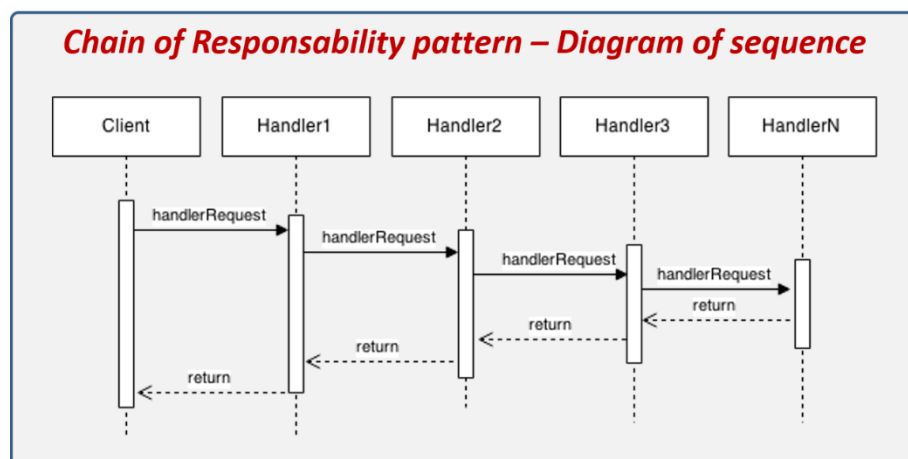 Chain of Responsability pattern – Diagram of sequence
Client
Handler1
Handler2
Handler3
HandlerN
handlerRequest
handlerRequest
handlerRequest
handlerRequest
return
return
return
return